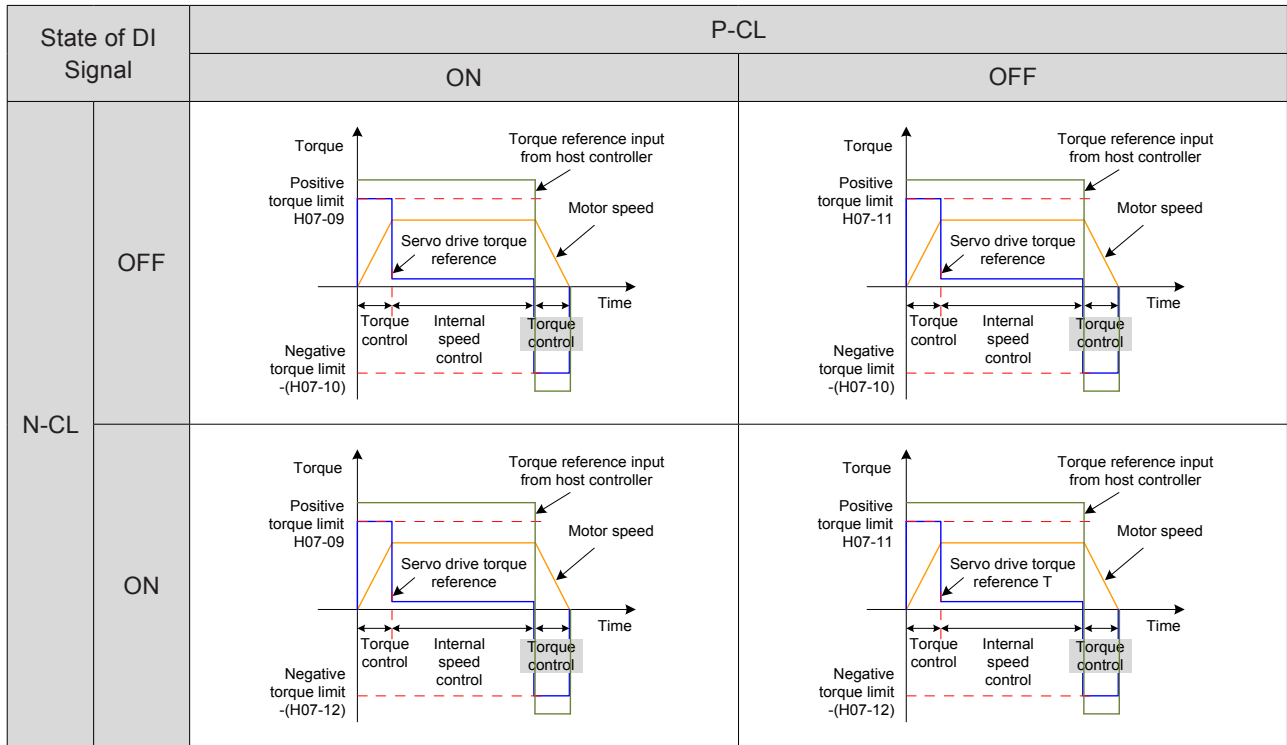 State of DI
Signal
P-CL
ON
OFF
N-CL
OFF
Torque
Torque reference input
from host controller
Positive
torque limit
H07-09
Motor speed
Servo drive torque
reference
Time
Torque
control
Internal
speed
control
Torque
control
Negative
torque limit
-(H07-10)
Torque
Torque reference input
from host controller
Positive
torque limit
H07-11
Motor speed
Servo drive torque
reference
Time
Torque
control
Internal
speed
control
Torque
control
Negative
torque limit
-(H07-10)
ON
Torque
Torque reference input
from host controller
Positive
torque limit
H07-09
Motor speed
Servo drive torque
reference
Time
Torque
control
Internal
speed
control
Torque
control
Negative
torque limit
-(H07-12)
Torque
Torque reference input
from host controller
Positive
torque limit
H07-11
Motor speed
Servo drive torque
reference T
Time
Torque
control
Internal
speed
control
Torque
control
Negative
torque limit
-(H07-12)